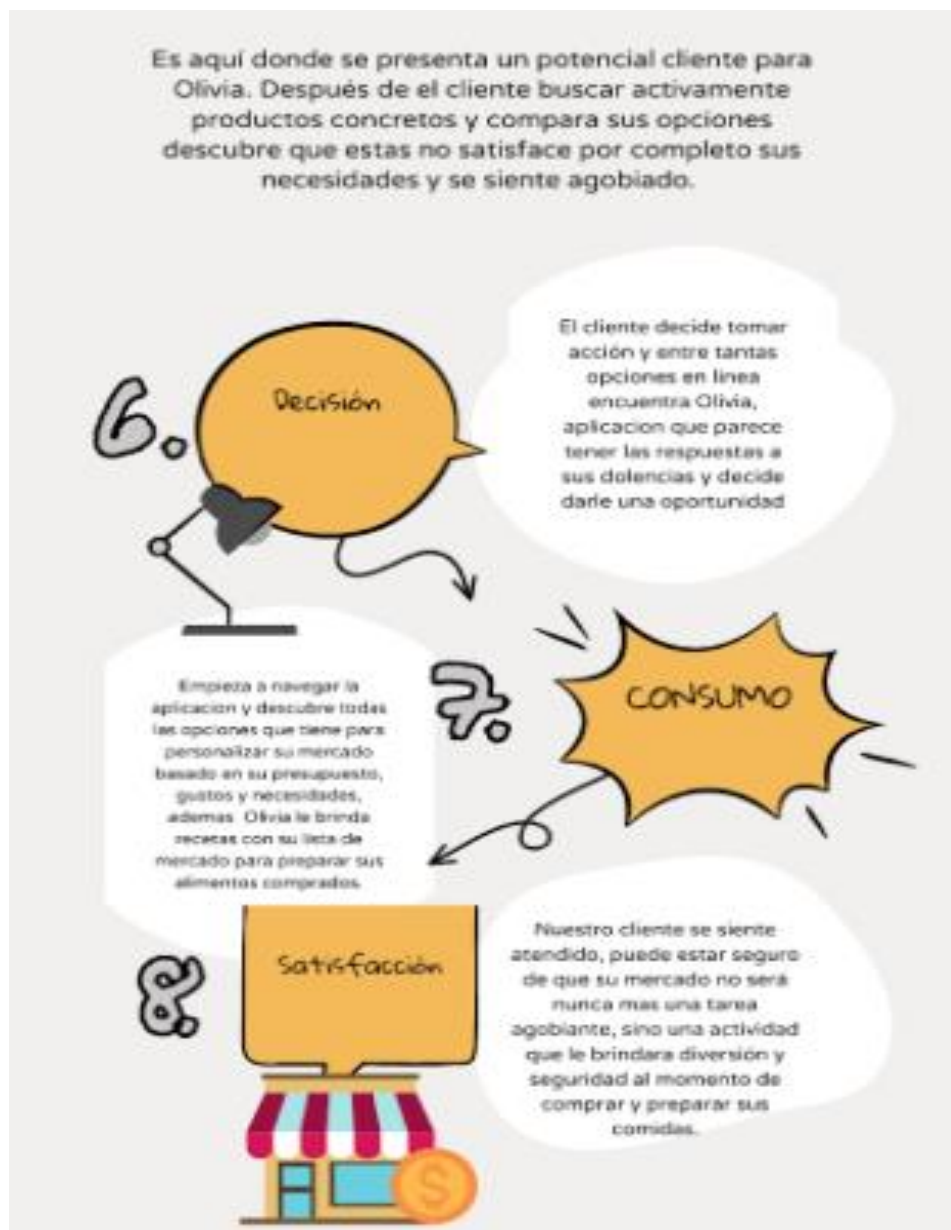 Es aquí donde se presenta un potencial cliente para
Olivia. Después de el cliente buscar activamente
productos concretos y compara sus opciones
descubre que estas no satisface por completo sus
necesidades y se siente agobiado.
6.
Decisión
El cliente decide tomar
acción y entre tantas
opciones en linea
encuentra Olivia,
aplicacion que parece
tener las respuestas a
sus dolencias y decide
darle una oportunidad
7.
CONSUMO
Empieza a navegar la
aplicacion y descubre todas
las opciones que tiene para
personalizar su mercado
basado en su presupuesto,
gustos y necesidades,
ademas Olivia le brinda
recetas con su lista de
mercado para preparar sus
alimentos comprados.
8.
Satisfacción
Nuestro cliente se siente
atendido, puede estar seguro
de que su mercado no será
nunca mas una tarea
agobiante, sino una actividad
que le brindara diversión y
seguridad al momento de
comprar y preparar sus
comidas.
S